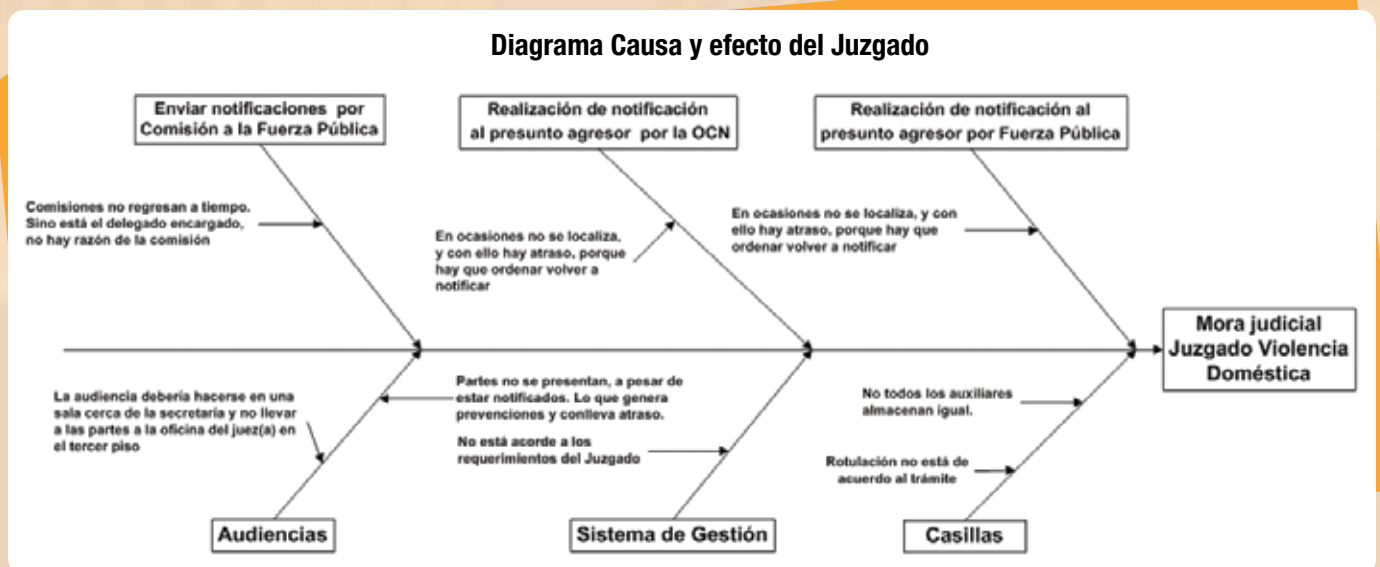 Diagrama Causa y efecto del Juzgado
Enviar notificaciones por
Comisión a la Fuerza Pública
Realización de notificación
al presunto agresor por la OCN
Realización de notificación al
presunto agresor por Fuerza Pública
Comisiones no regresan a tiempo.
Sino está el delegado encargado,
no hay razón de la comisión
En ocasiones no se localiza,
y con ello hay atraso, porque
hay que ordenar volver a
notificar
En ocasiones no se localiza, y con
ello hay atraso, porque hay que
ordenar volver a notificar
Mora judicial
Juzgado Violencia
Doméstica
La audiencia debería hacerse en una
sala cerca de la secretaría y no llevar
a las partes a la oficina del juez(a) en
el tercer piso
Partes no se presentan, a pesar de
estar notificados. Lo que genera
prevenciones y conlleva atraso.
No está acorde a los
requerimientos del Juzgado
No todos los auxiliares
almacenan igual.
Rotulación no está de
acuerdo al trámite
Audiencias
Sistema de Gestión
Casillas